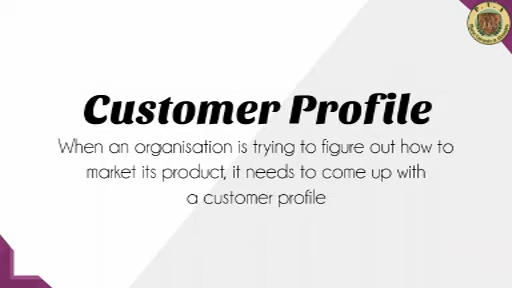 Customer Profile
When an organisation is trying to figure out how to
market its product, it needs to come up with
a customer profile